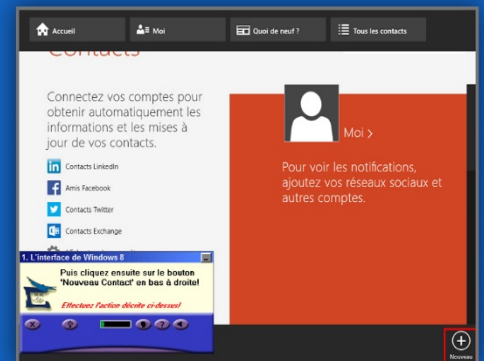 Accueil
Moi
Quoi de neuf ?
Tous les contacts
Contacts
Connectez vos comptes pour
obtenir automatiquement les
informations et les mises à
jour de vos contacts.
Contacts LinkedIn
Amis Facebook
Contacts Twitter
Contacts Exchange
Moi >
Pour voir les notifications,
ajoutez vos réseaux sociaux et
autres comptes.
1. L'interface de Windows 8
Puis cliquez ensuite sur le bouton
'Nouveau Contact' en bas à droite!
Effectuez l'action décrite ci-dessus!
Nouveau